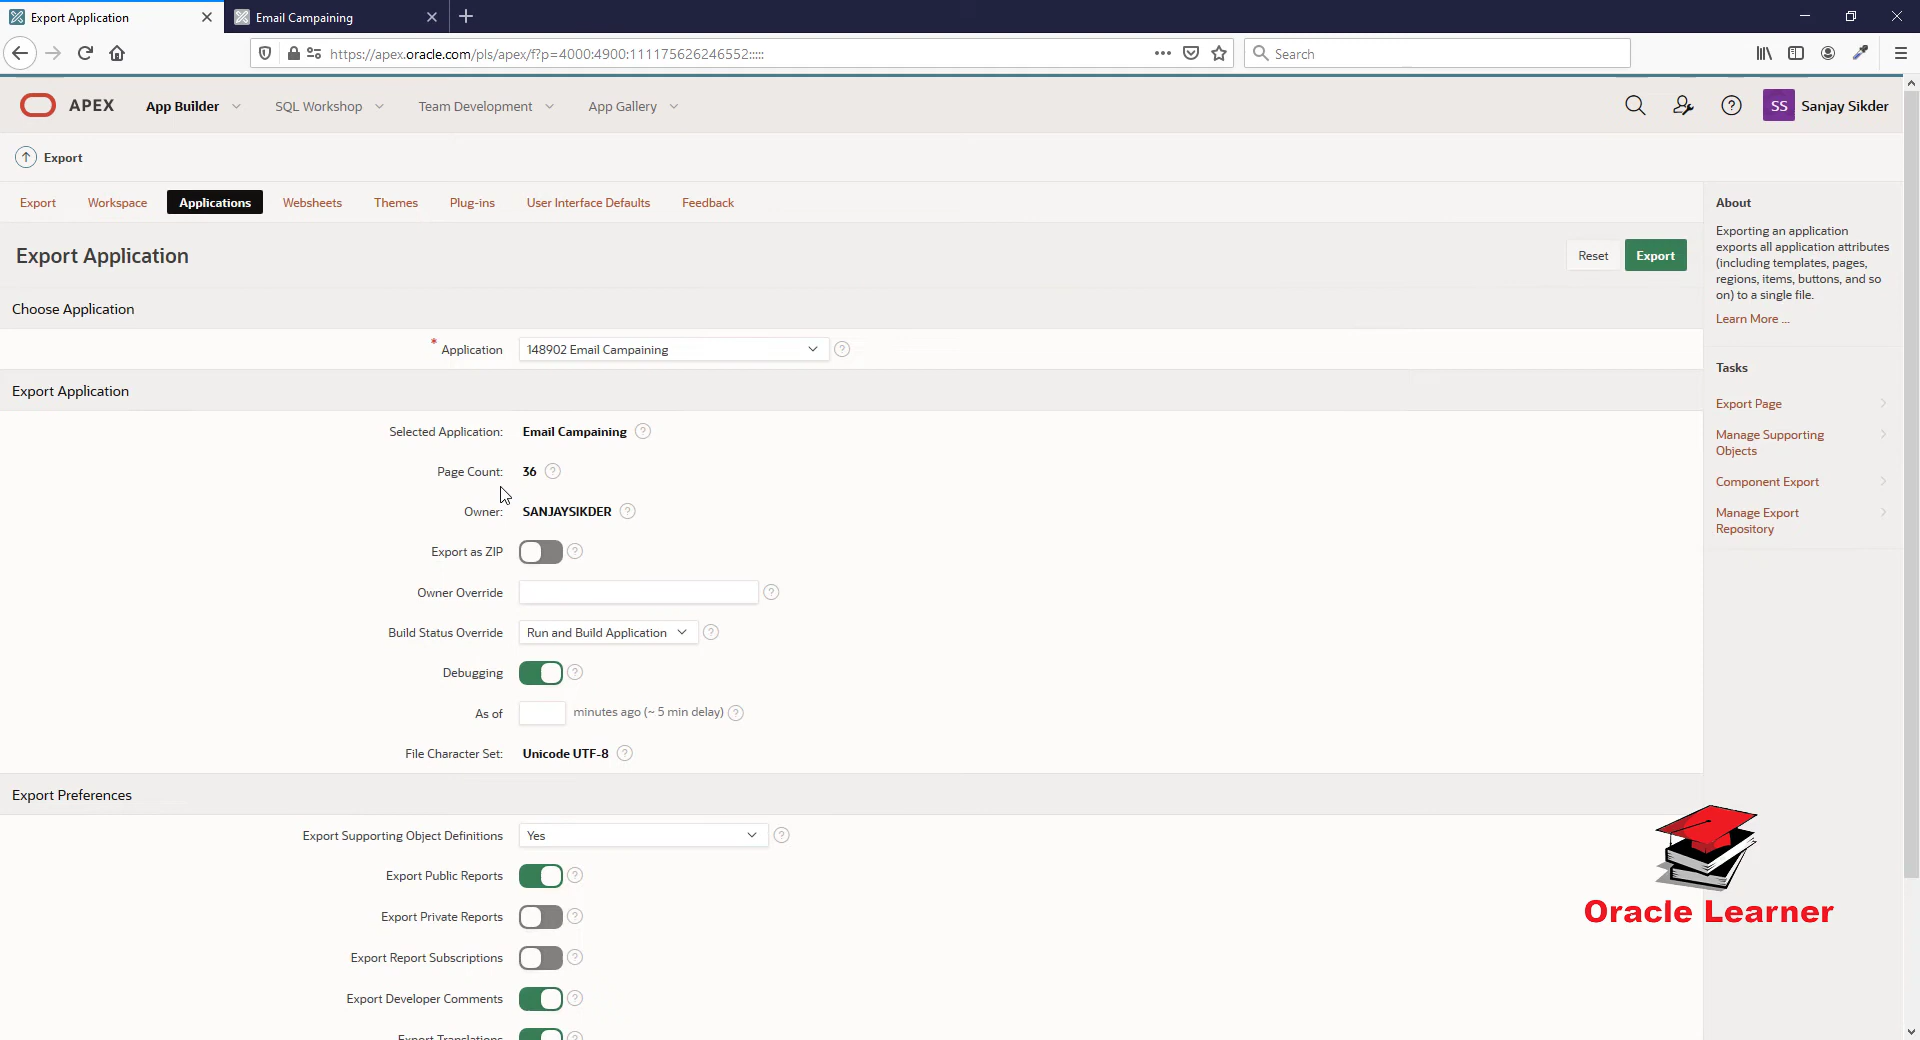 Export Application
Email Campaining
https://apex.oracle.com/pls/apex/f?p=4000:4900:111175626246552:::::
Search
APEX
App Builder
SQL Workshop
Team Development
App Gallery
SS
Sanjay Sikder
Export
Export
Workspace
Applications
Websheets
Themes
Plug-ins
User Interface Defaults
Feedback
Export Application
Reset
Export
Choose Application
* Application
148902 Email Campaining
Export Application
Selected Application:
Email Campaining
Page Count:
36
Owner:
SANJAYSIKDER
Export as ZIP
Owner Override
Build Status Override
Run and Build Application
Debugging
As of
minutes ago (~ 5 min delay)
File Character Set:
Unicode UTF-8
Export Preferences
Export Supporting Object Definitions
Yes
Export Public Reports
Export Private Reports
Export Report Subscriptions
Export Developer Comments
Export Translations
About
Exporting an application
exports all application attributes
(including templates, pages,
regions, items, buttons, and so
on) to a single file.
Learn More ...
Tasks
Export Page
Manage Supporting
Objects
Component Export
Manage Export
Repository
Oracle Learner